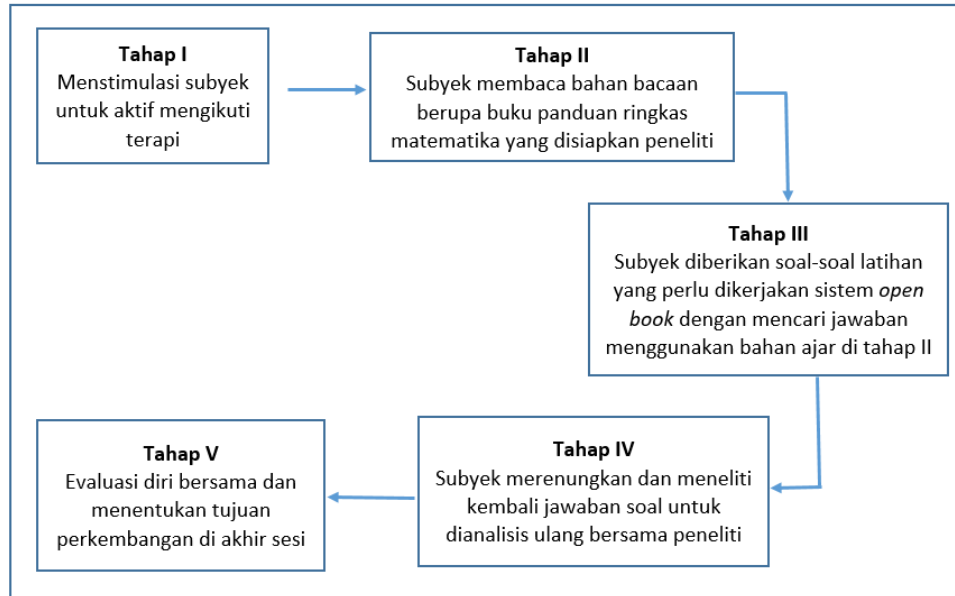 Tahap I
Menstimulasi subyek
untuk aktif mengikuti
terapi
Tahap II
Subyek membaca bahan bacaan
berupa buku panduan ringkas
matematika yang disiapkan peneliti
Tahap III
Subyek diberikan soal-soal latihan
yang perlu dikerjakan sistem open
book dengan mencari jawaban
menggunakan bahan ajar di tahap II
Tahap IV
Subyek merenungkan dan meneliti
kembali jawaban soal untuk
dianalisis ulang bersama peneliti
Tahap V
Evaluasi diri bersama dan
menentukan tujuan
perkembangan di akhir sesi